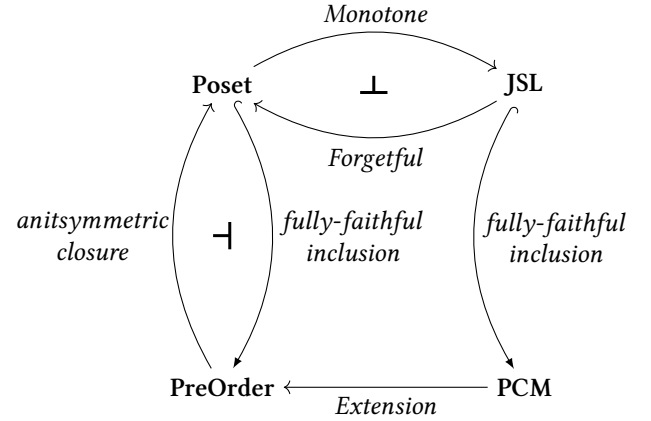 Monotone
Poset
⊥
JSL
Forgetful
anitsymmetric
closure
⊣
fully-faithful
inclusion
fully-faithful
inclusion
PreOrder
PCM
Extension